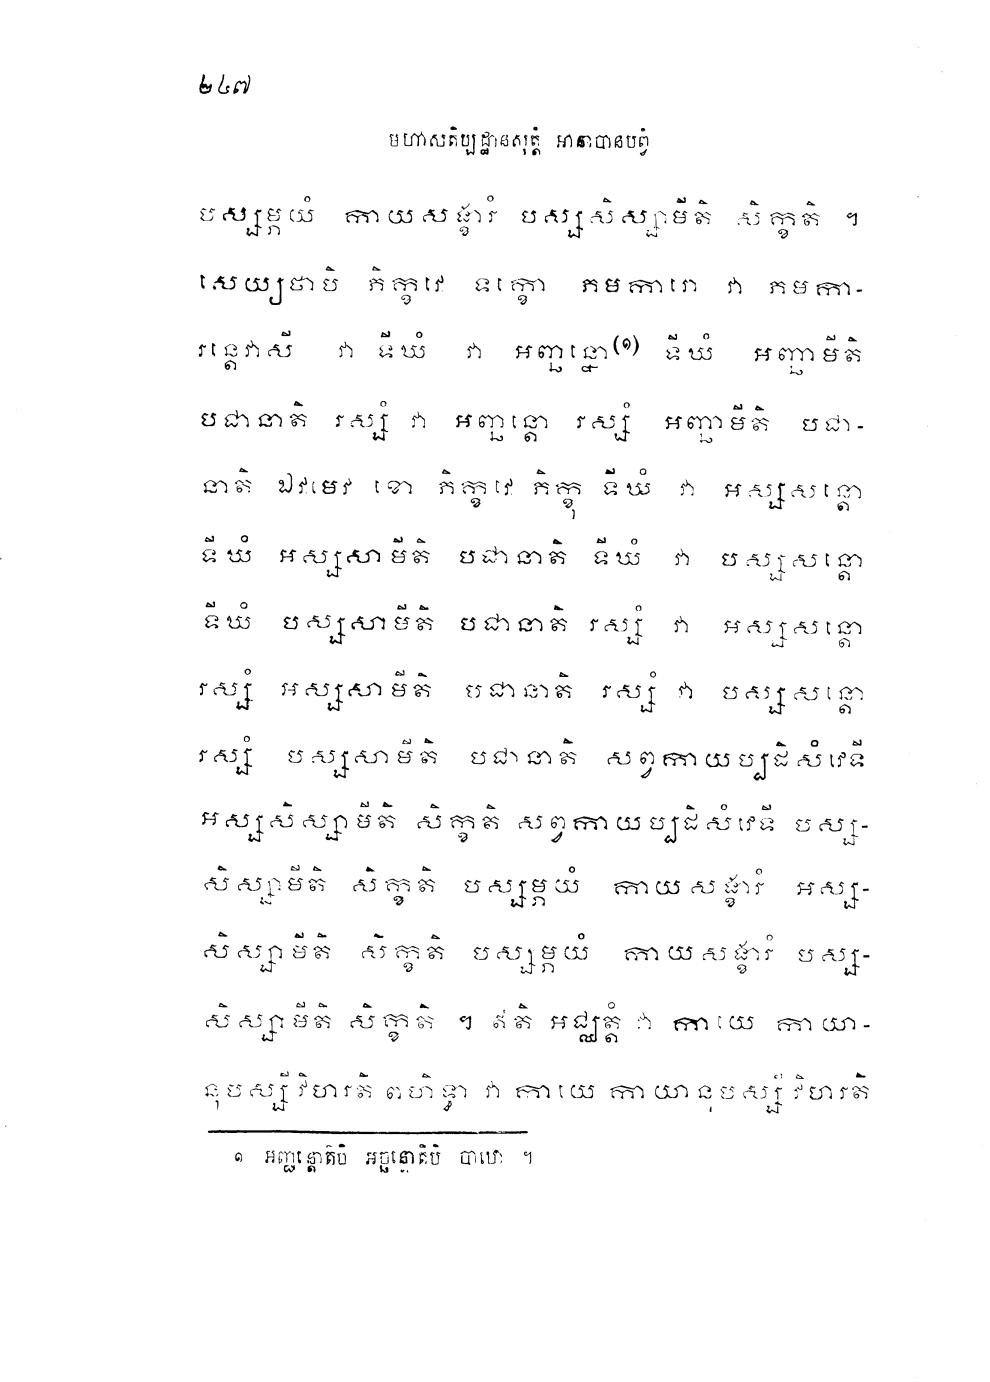 ២៤៧
មហាសតិប្បដ្ឋានសុត្តំ អានាបានបព្វំ
បស្សម្ភយំ កាយសង្ខារំ បស្សសិស្សាមីតិ សិក្ខតិ ។
សេយ្យថាបិ ភិក្ខវេ ទក្ខោ ភមការោ វា ភមកា-
រន្តេវាសី វា ទីឃំ វា អញ្ឆន្តោ(១) ទីឃំ អញ្ឆាមីតិ
បជានាតិ រស្សំ វា អញ្ឆន្តោ រស្សំ អញ្ឆាមីតិ បជា-
នាតិ ឯវមេវ ខោ ភិក្ខវេ ភិក្ខុ ទីឃំ វា អស្សសន្តោ
ទីឃំ អស្សសាមីតិ បជានាតិ ទីឃំ វា បស្សសន្តោ
ទីឃំ បស្សសាមីតិ បជានាតិ រស្សំ វា អស្សសន្តោ
រស្សំ អស្សសាមីតិ បជានាតិ រស្សំ វា បស្សសន្តោ
រស្សំ បស្សសាមីតិ បជានាតិ សព្វកាយប្បដិសំវេទី
អស្សសិស្សាមីតិ សិក្ខតិ សព្វកាយប្បដិសំវេទី បស្ស-
សិស្សាមីតិ សិក្ខតិ បស្សម្ភយំ កាយសង្ខារំ អស្ស-
សិស្សាមីតិ សិក្ខតិ បស្សម្ភយំ កាយសង្ខារំ បស្ស-
សិស្សាមីតិ សិក្ខតិ ។ ឥតិ អជ្ឈត្តំ វា កាយេ កាយា-
នុបស្សី វិហរតិ ពហិទ្ធា វា កាយេ កាយានុបស្សី វិហរតិ
១ អញ្ជន្តោតិបិ អច្ឆន្តោតិបិ បាឋោ ។